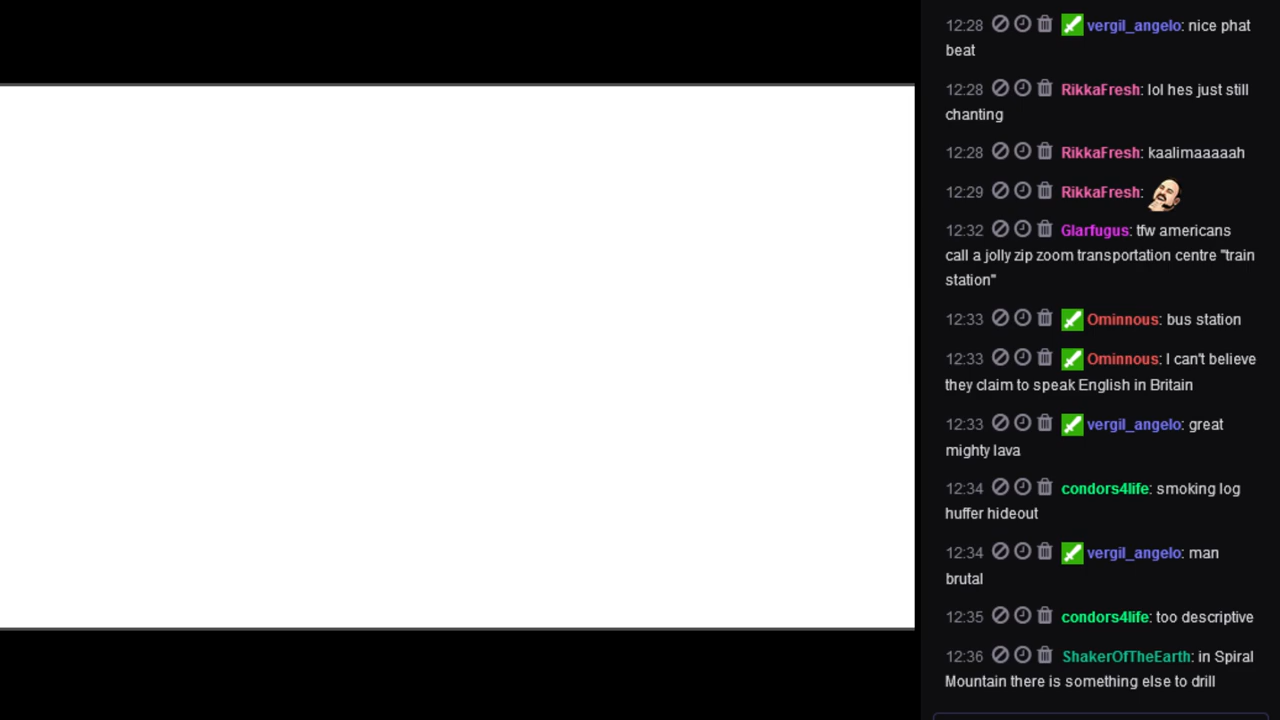 12:28 vergil_angelo: nice phat
beat
12:28 RikkaFresh: lol hes just still
chanting
12:28 RikkaFresh: kaalimaaaaah
12:29 RikkaFresh:
12:32 Glarfugus: tfw americans
call a jolly zip zoom transportation centre "train
station"
12:33 Ominnous: bus station
12:33 Ominnous: I can't believe
they claim to speak English in Britain
12:33 vergil_angelo: great
mighty lava
12:34 condors4life: smoking log
huffer hideout
12:34 vergil_angelo: man
brutal
12:35 condors4life: too descriptive
12:36 ShakerOfTheEarth: in Spiral
Mountain there is something else to drill